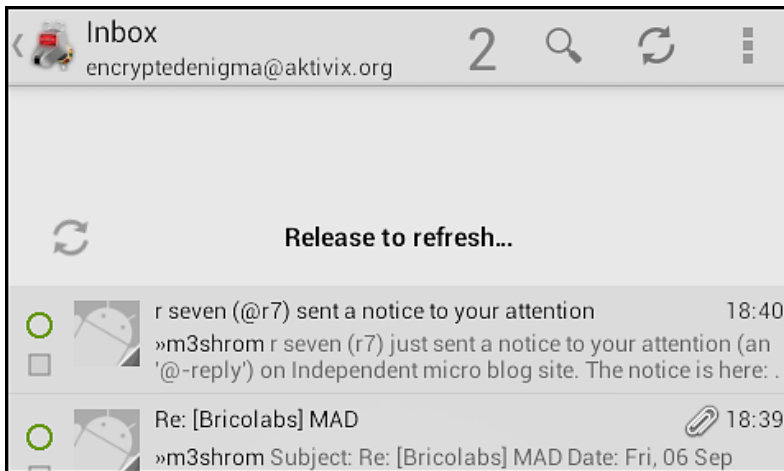 Inbox
encryptedenigma@aktivix.org
2
Release to refresh...
r seven (@r7) sent a notice to your attention 18:40
»m3shrom r seven (r7) just sent a notice to your attention (an
'@-reply') on Independent micro blog site. The notice is here: .
Re: [Bricolabs] MAD 18:39
»m3shrom Subject: Re: [Bricolabs] MAD Date: Fri, 06 Sep